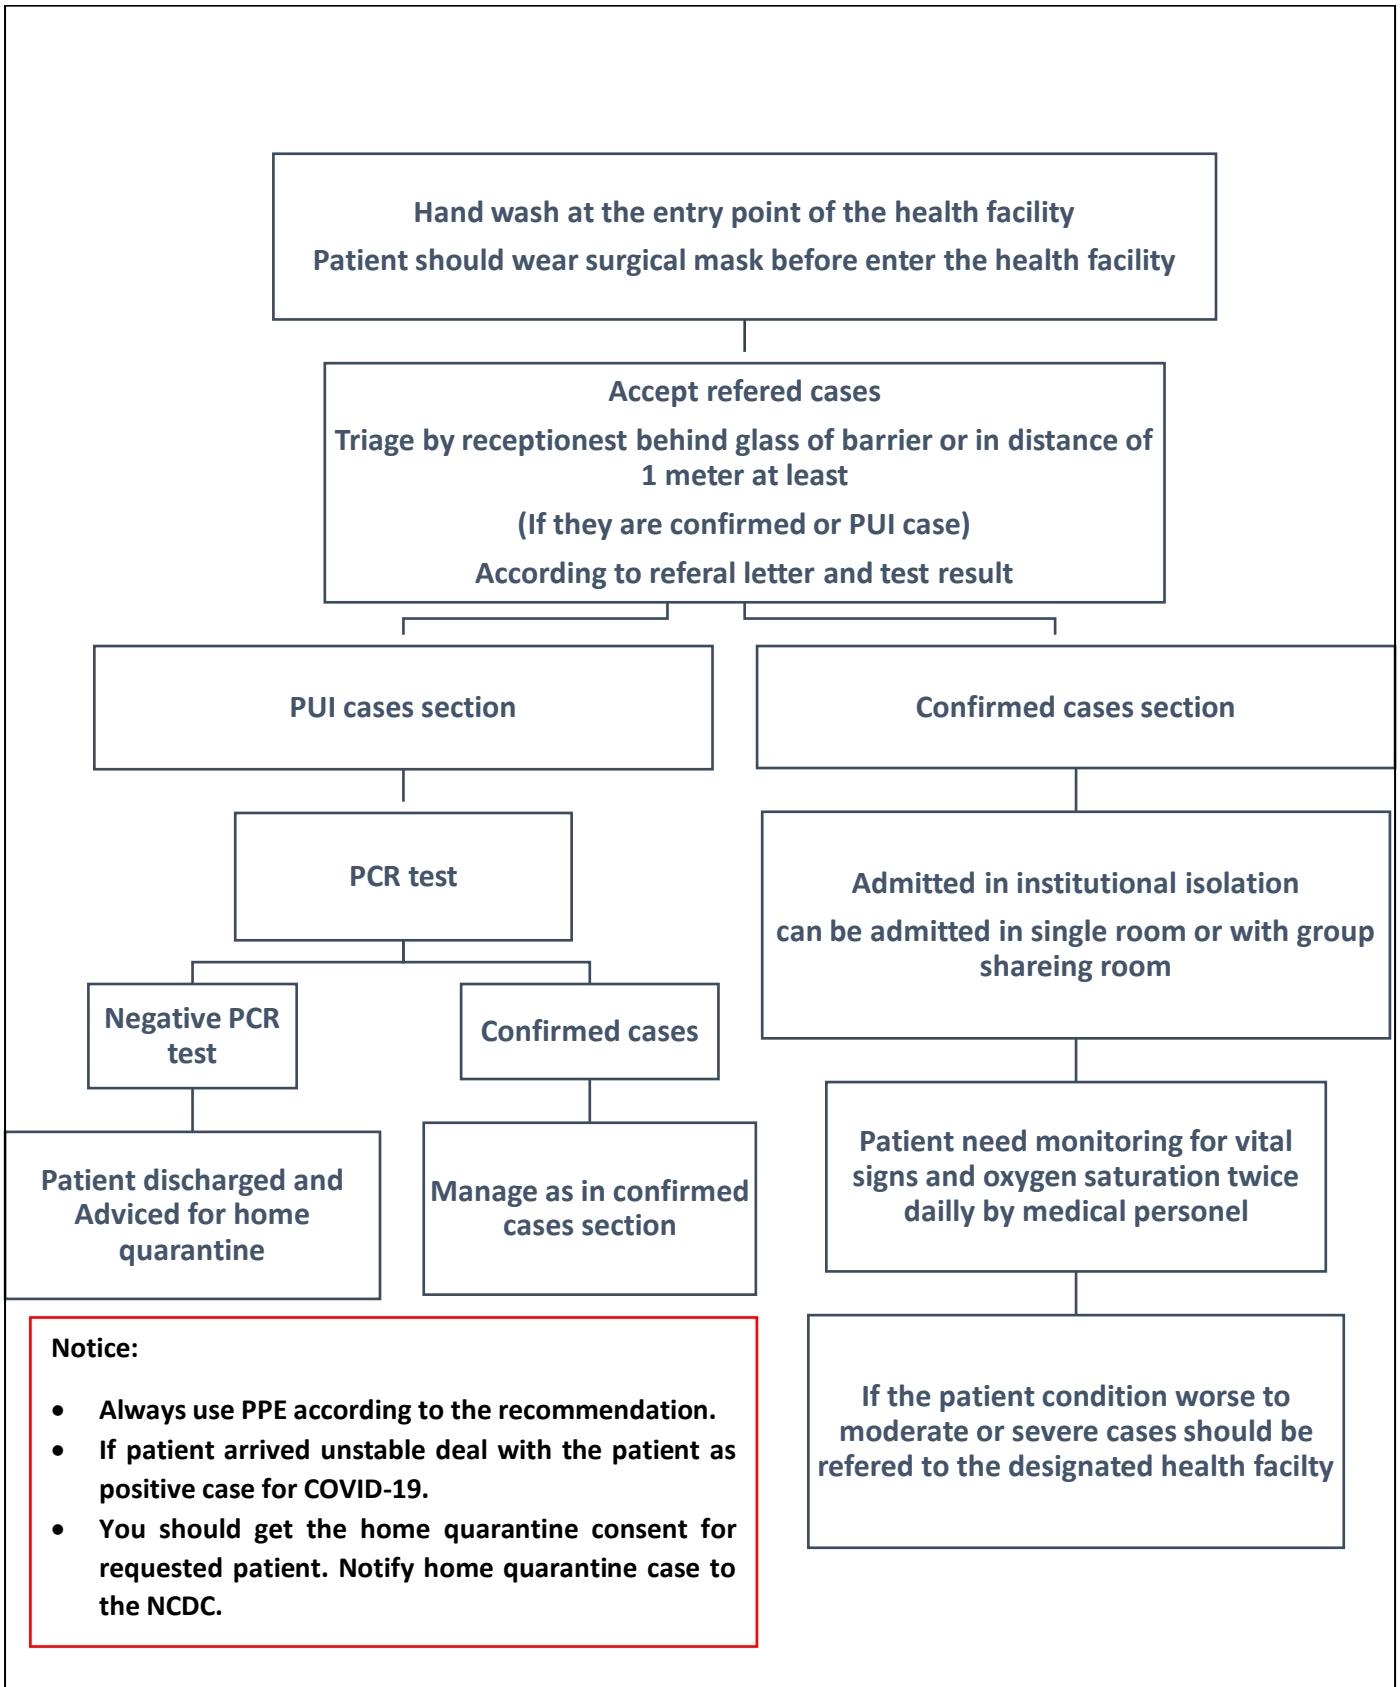 Hand wash at the entry point of the health facility
Patient should wear surgical mask before enter the health facility
Accept refered cases
Triage by receptionest behind glass of barrier or in distance of
1 meter at least
(If they are confirmed or PUI case)
According to referal letter and test result
PUI cases section
Confirmed cases section
PCR test
Admitted in institutional isolation
can be admitted in single room or with group
shareing room
Negative PCR
test
Confirmed cases
Patient discharged and
Adviced for home
quarantine
Manage as in confirmed
cases section
Patient need monitoring for vital
signs and oxygen saturation twice
dailly by medical personel
If the patient condition worse to
moderate or severe cases should be
refered to the designated health facilty
Notice:
• Always use PPE according to the recommendation.
• If patient arrived unstable deal with the patient as
positive case for COVID-19.
• You should get the home quarantine consent for
requested patient. Notify home quarantine case to
the NCDC.